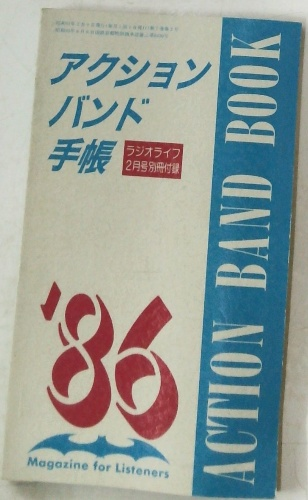 アクション
バンド
手帳
ラジオライフ
2月号別冊付録
ACTION BAND BOOK
'86
Magazine for Listeners